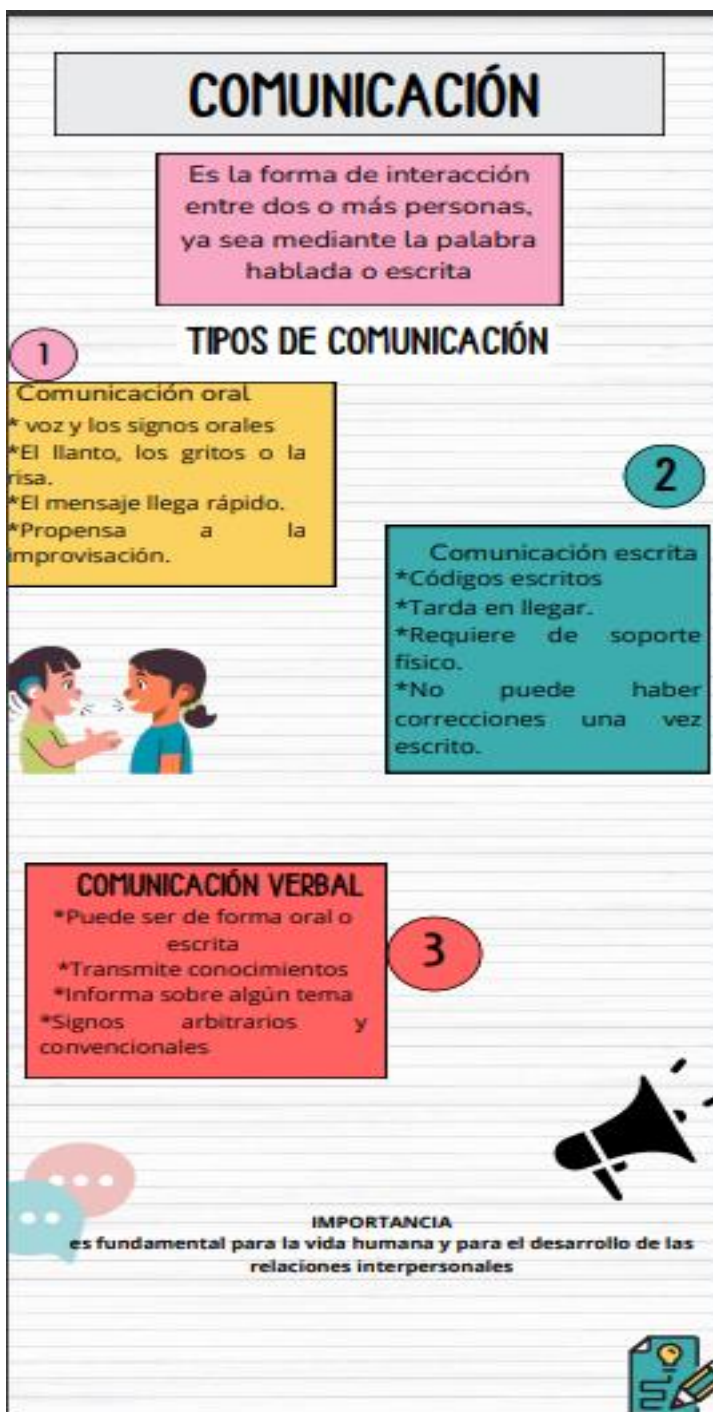 COMUNICACIÓN
Es la forma de interacción
entre dos o más personas,
ya sea mediante la palabra
hablada o escrita
TIPOS DE COMUNICACIÓN
1
Comunicación oral
* voz y los signos orales
*El llanto, los gritos o la
risa.
*El mensaje llega rápido.
*Propensa a la
improvisación.
2
Comunicación escrita
*Códigos escritos
*Tarda en llegar.
*Requiere de soporte
físico.
*No puede haber
correcciones una vez
escrito.
COMUNICACIÓN VERBAL
*Puede ser de forma oral o
escrita
*Transmite conocimientos
*Informa sobre algún tema
*Signos arbitrarios y
convencionales
3
IMPORTANCIA
es fundamental para la vida humana y para el desarrollo de las
relaciones interpersonales